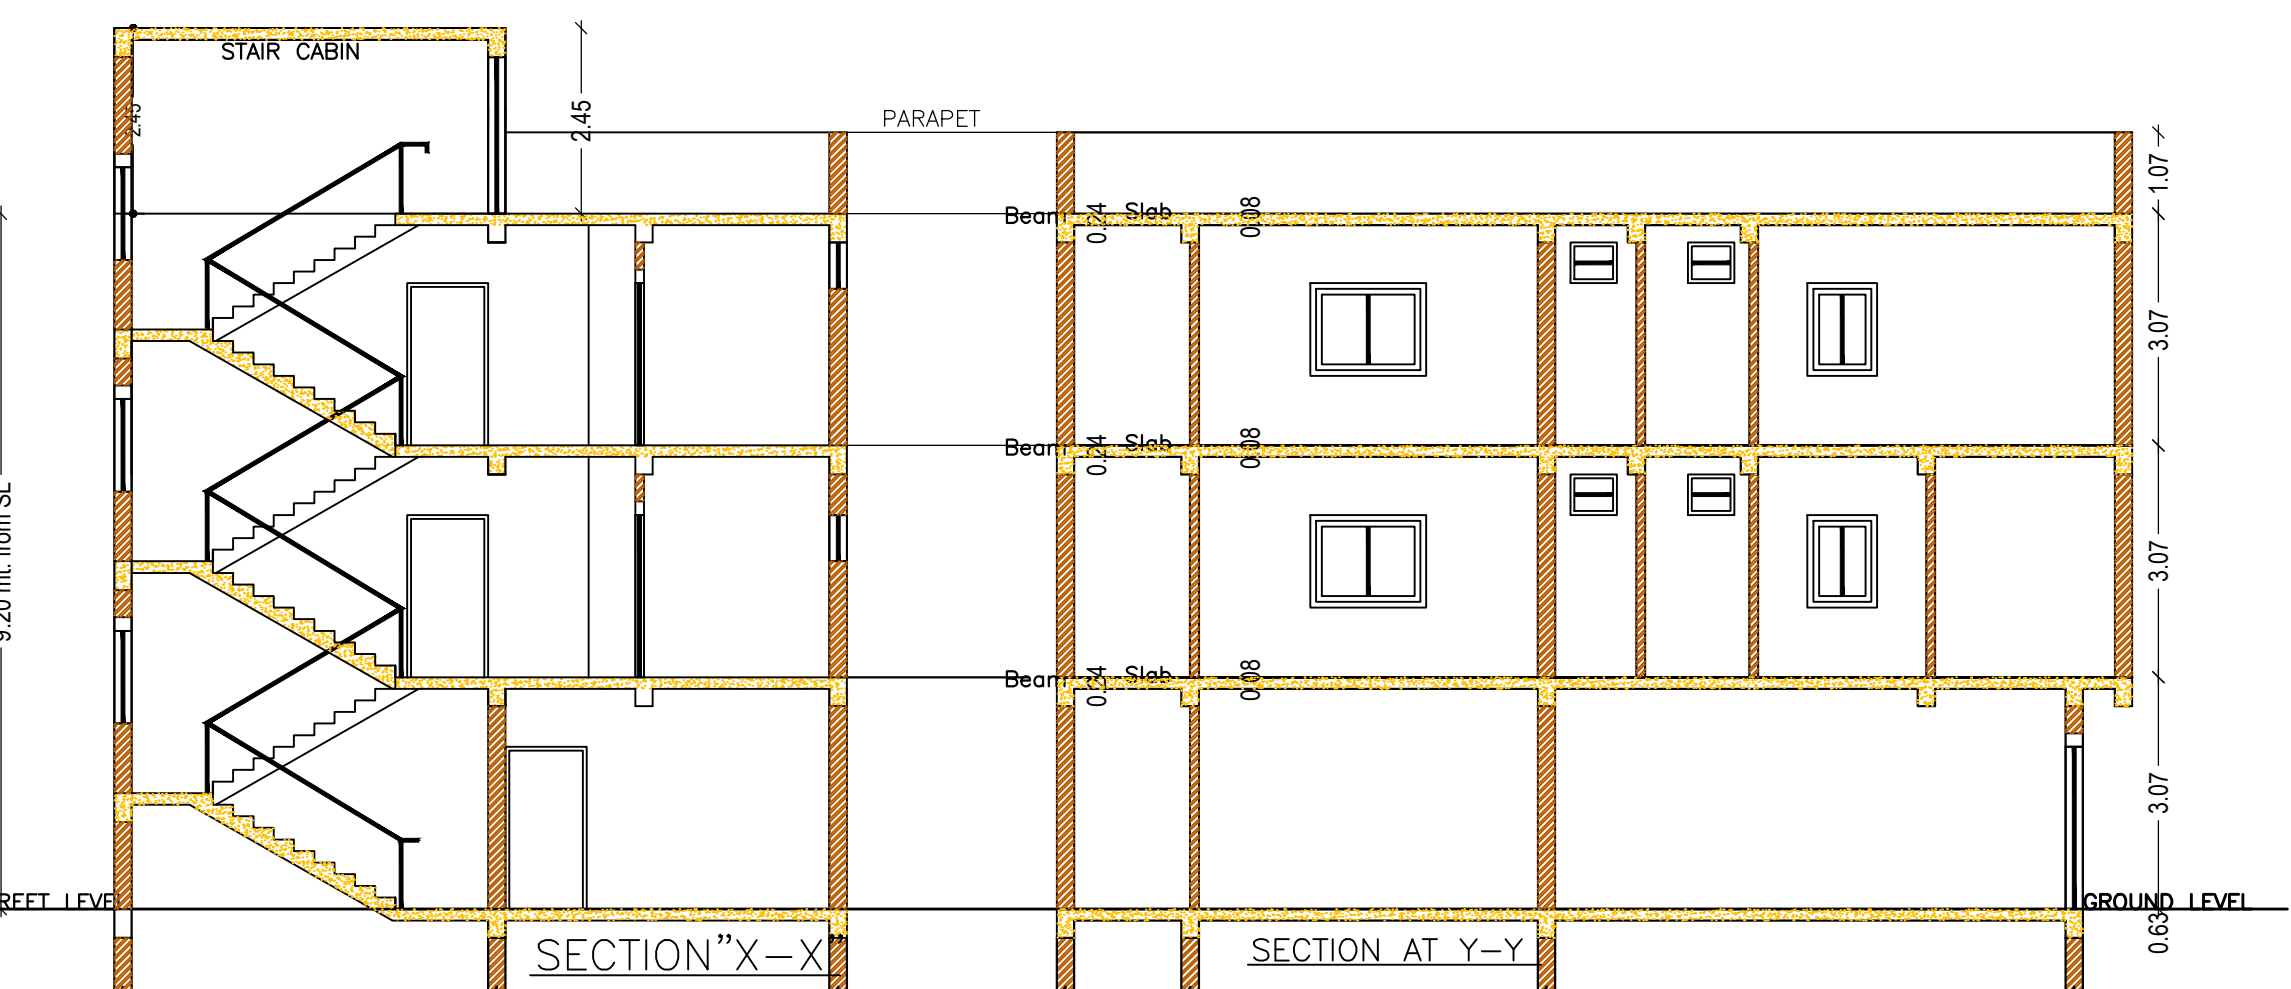 STAIR CABIN
2.45
2.45
PARAPET
1.07
Beam
0.24
Slab
0.08
3.07
Beam
0.24
Slab
0.08
9.20 mt. from SL
3.07
Beam
0.24
Slab
0.08
3.07
REET LEVEL
GROUND LEVEL
0.63
SECTION"X-X"
SECTION AT Y-Y